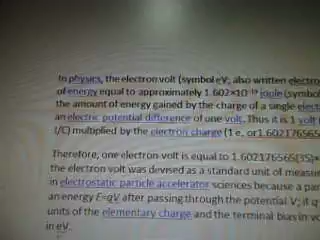 In physics, the electron volt (symbol eV; also written electro
of energy equal to approximately 1.602×10⁻¹⁹ joule (symbo
the amount of energy gained by the charge of a single elect
an electric potential difference of one volt. Thus it is 1 volt
J/C) multiplied by the electron charge (1 e, or 1.602176565
Therefore, one electron volt is equal to 1.602176565(35)×
the electron volt was devised as a standard unit of measur
in electrostatic particle accelerator sciences because a par
an energy E=qV after passing through the potential V; if q
units of the elementary charge and the terminal bias in vo
in eV.